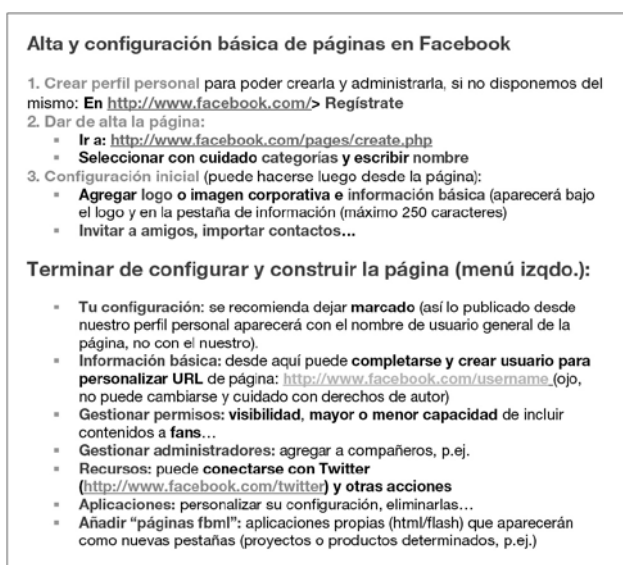 Alta y configuración básica de páginas en Facebook
1. Crear perfil personal para poder crearla y administrarla, si no disponemos del
mismo: En http://www.facebook.com/> Regístrate
2. Dar de alta la página:
▪ Ir a: http://www.facebook.com/pages/create.php
▪ Seleccionar con cuidado categorías y escribir nombre
3. Configuración inicial (puede hacerse luego desde la página):
▪ Agregar logo o imagen corporativa e información básica (aparecerá bajo
el logo y en la pestaña de información (máximo 250 caracteres)
▪ Invitar a amigos, importar contactos...
Terminar de configurar y construir la página (menú izqdo.):
▪ Tu configuración: se recomienda dejar marcado (así lo publicado desde
nuestro perfil personal aparecerá con el nombre de usuario general de la
página, no con el nuestro).
▪ Información básica: desde aquí puede completarse y crear usuario para
personalizar URL de página: http://www.facebook.com/username (ojo,
no puede cambiarse y cuidado con derechos de autor)
▪ Gestionar permisos: visibilidad, mayor o menor capacidad de incluir
contenidos a fans...
▪ Gestionar administradores: agregar a compañeros, p.ej.
▪ Recursos: puede conectarse con Twitter
(http://www.facebook.com/twitter) y otras acciones
▪ Aplicaciones: personalizar su configuración, eliminarlas...
▪ Añadir “páginas fbml”: aplicaciones propias (html/flash) que aparecerán
como nuevas pestañas (proyectos o productos determinados, p.ej.)